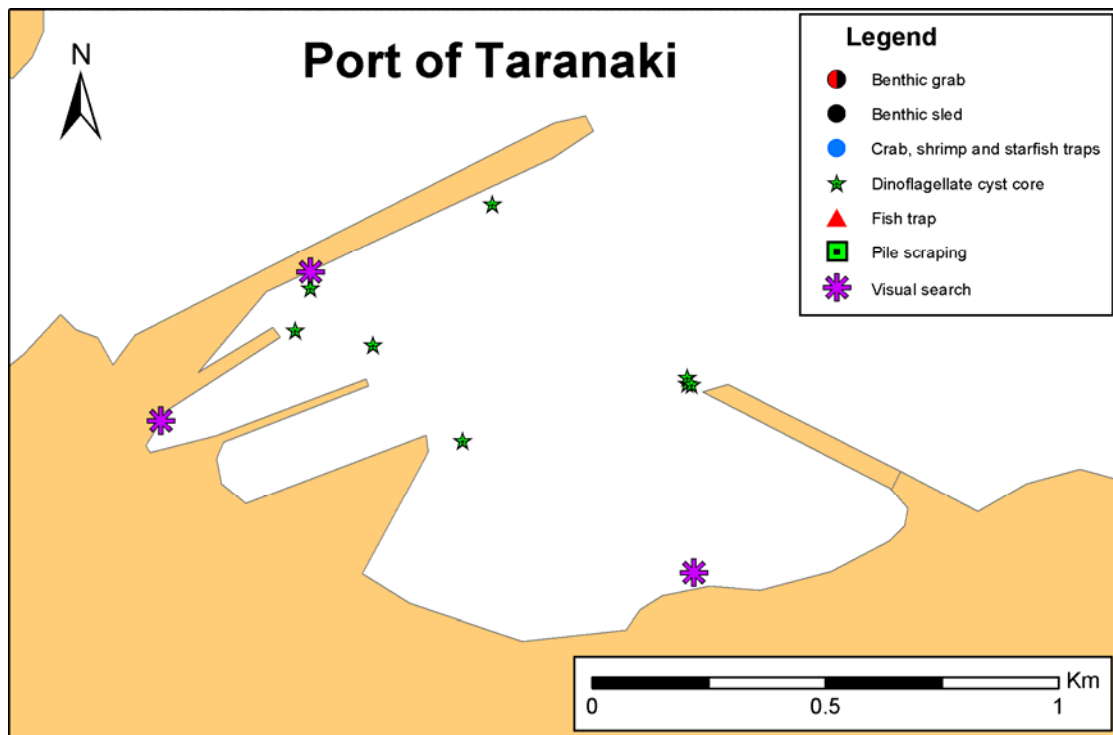 Port of Taranaki
N
Legend
Benthic grab
Benthic sled
Crab, shrimp and starfish traps
Dinoflagellate cyst core
Fish trap
Pile scraping
Visual search
Km
0 0.5 1